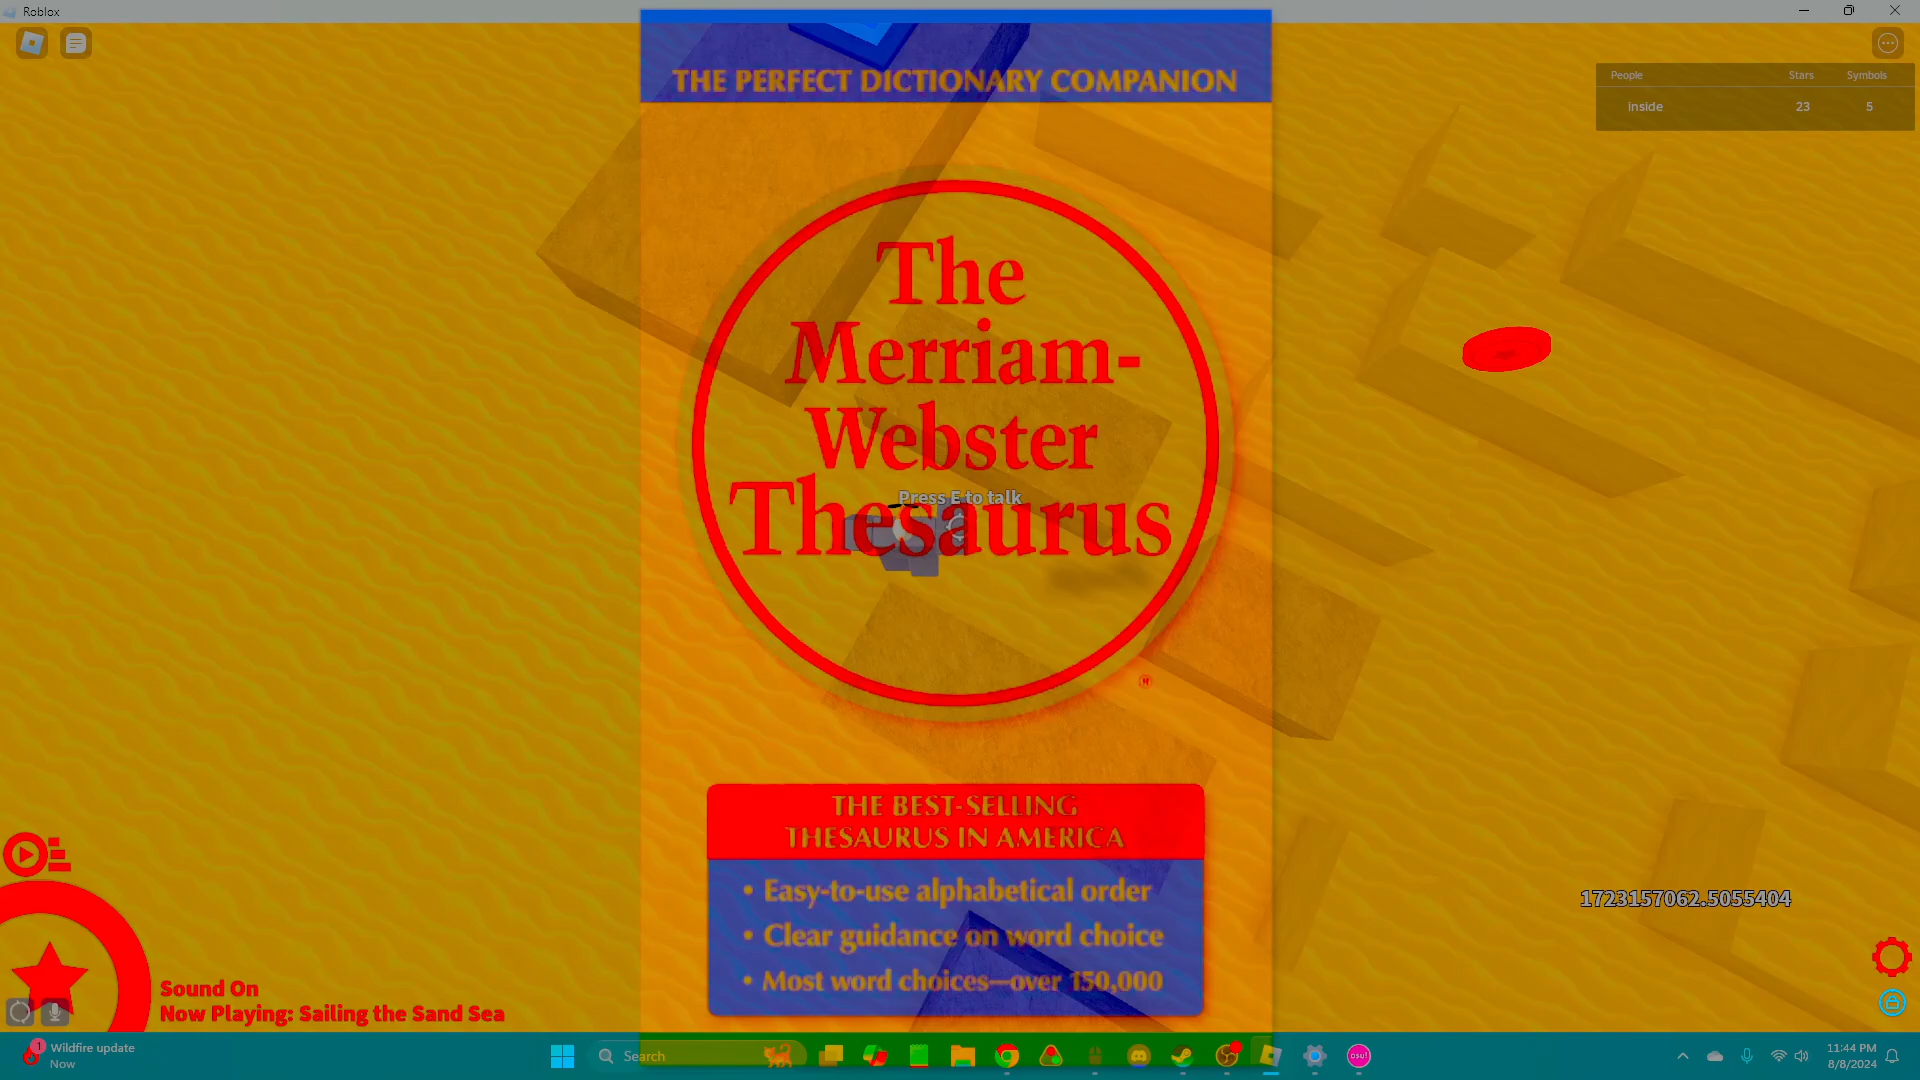 Roblox
THE PERFECT DICTIONARY COMPANION
People Stars Symbols
inside 23 5
The
Merriam-
Webster
Thesaurus
Press E to talk
THE BEST-SELLING
THESAURUS IN AMERICA
• Easy-to-use alphabetical order
• Clear guidance on word choice
• Most word choices—over 150,000
1723157062.5055404
Sound On
Now Playing: Sailing the Sand Sea
1
Wildfire update
Now
Search
osu!
11:44 PM
8/8/2024